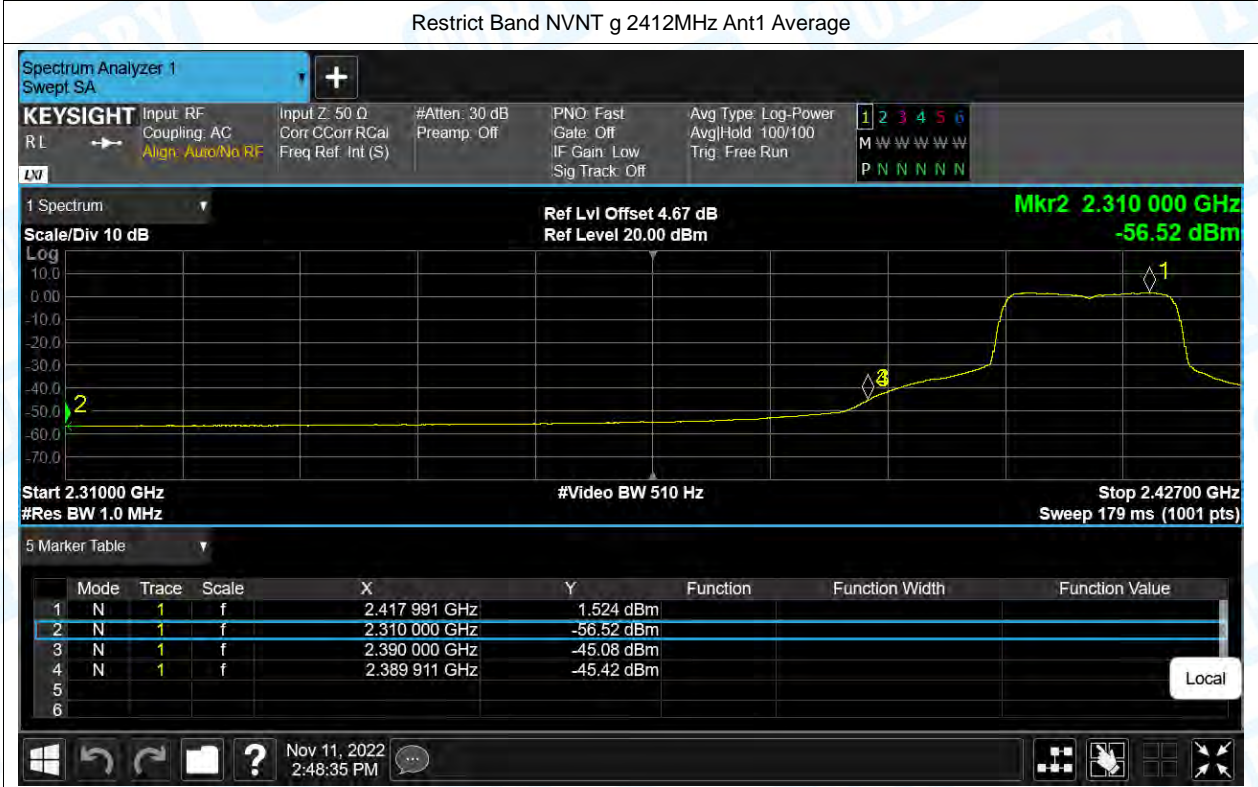 Restrict Band NVNT g 2412MHz Ant1 Average
Spectrum Analyzer 1
Swept SA
+
KEYSIGHT
R L
LXI
Input: RF
Coupling: AC
Align: Auto/No RF
Input Z: 50 Ω
Corr CCorr RCal
Freq Ref: Int (S)
#Atten: 30 dB
Preamp: Off
PNO: Fast
Gate: Off
IF Gain: Low
Sig Track: Off
Avg Type: Log-Power
Avg|Hold: 100/100
Trig: Free Run
1 2 3 4 5 6
M W W W W W
P N N N N N
1 Spectrum
Scale/Div 10 dB
Ref Lvl Offset 4.67 dB
Ref Level 20.00 dBm
Mkr2 2.310 000 GHz
-56.52 dBm
Log
10.0
0.00
-10.0
-20.0
-30.0
-40.0
-50.0
-60.0
-70.0
1
2
Start 2.31000 GHz
#Res BW 1.0 MHz
#Video BW 510 Hz
Stop 2.42700 GHz
Sweep 179 ms (1001 pts)
5 Marker Table
Mode Trace Scale X Y Function Function Width Function Value
1 N 1 f 2.417 991 GHz 1.524 dBm
2 N 1 f 2.310 000 GHz -56.52 dBm
3 N 1 f 2.390 000 GHz -45.08 dBm
4 N 1 f 2.389 911 GHz -45.42 dBm
5
6
Local
?
Nov 11, 2022
2:48:35 PM